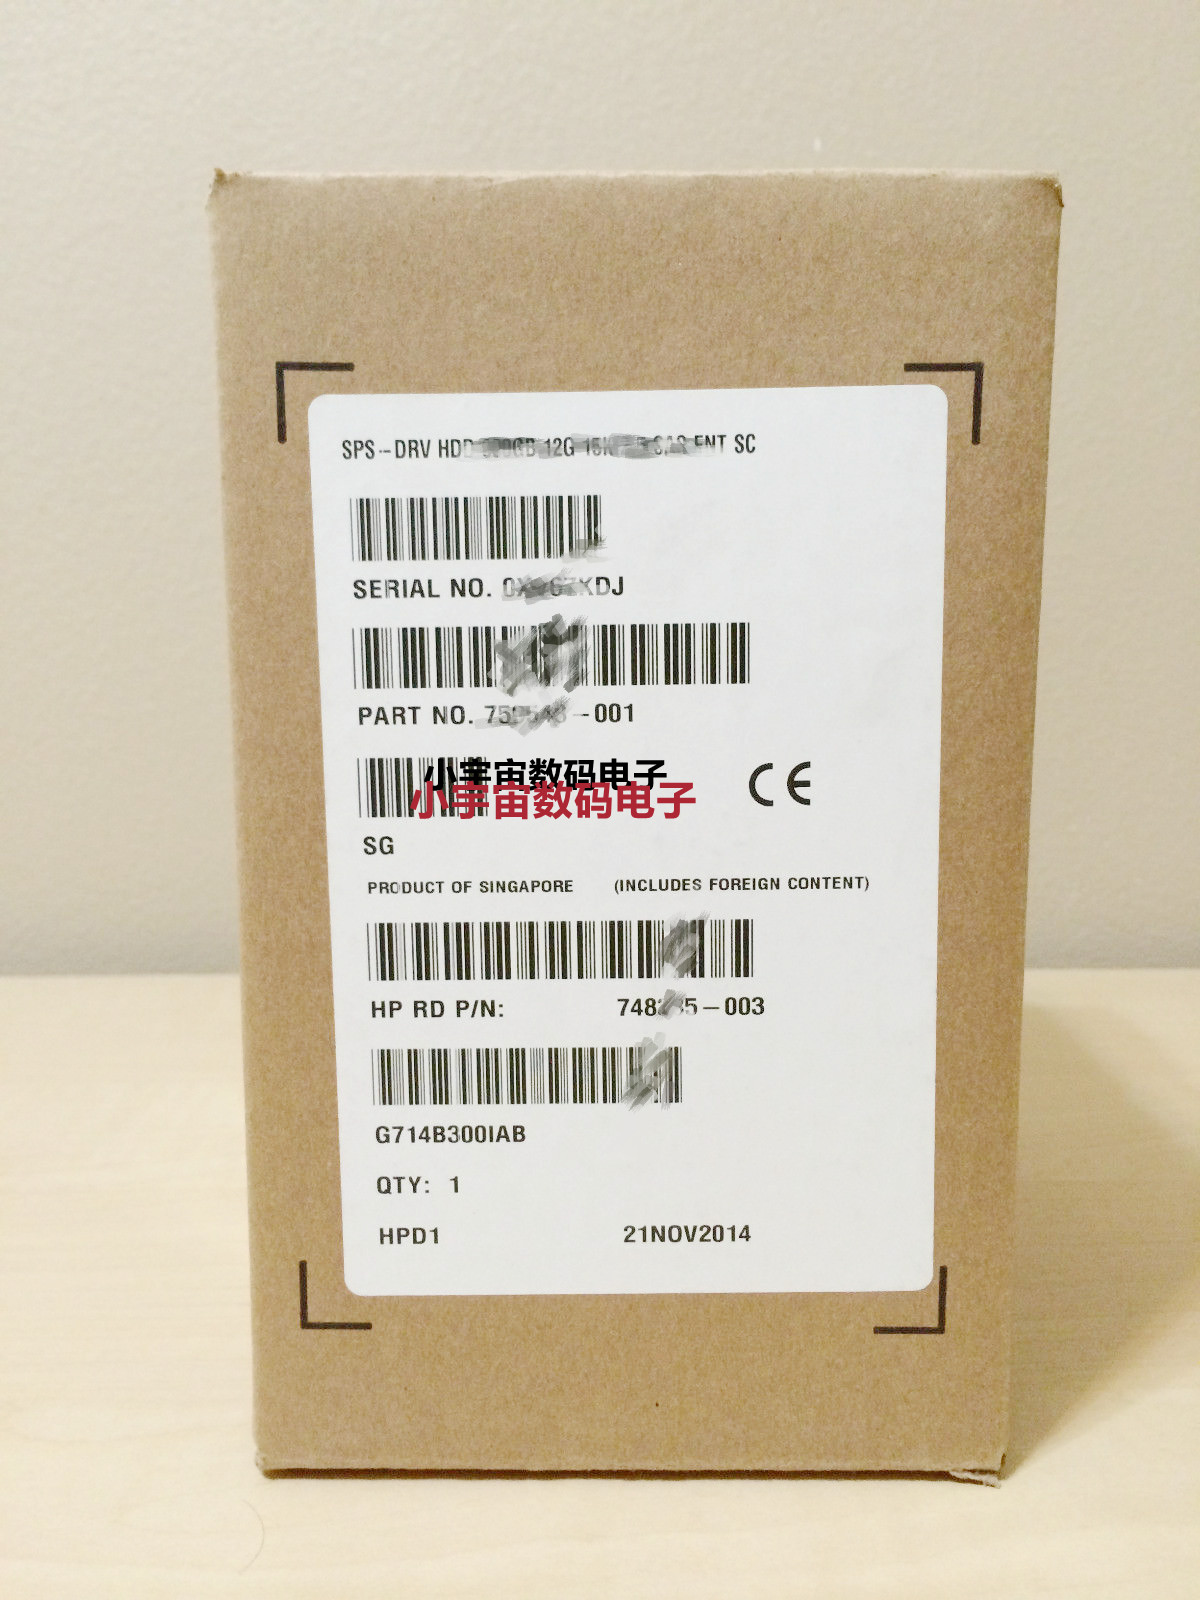 SPS-DRV HDD 12G ENT SC
SERIAL NO.
PART NO. -001
小宇宙数码电子
小宇宙数码电子
CE
SG
PRODUCT OF SINGAPORE (INCLUDES FOREIGN CONTENT)
HP RD P/N:
G714B300IAB
QTY: 1
HPD1 21NOV2014